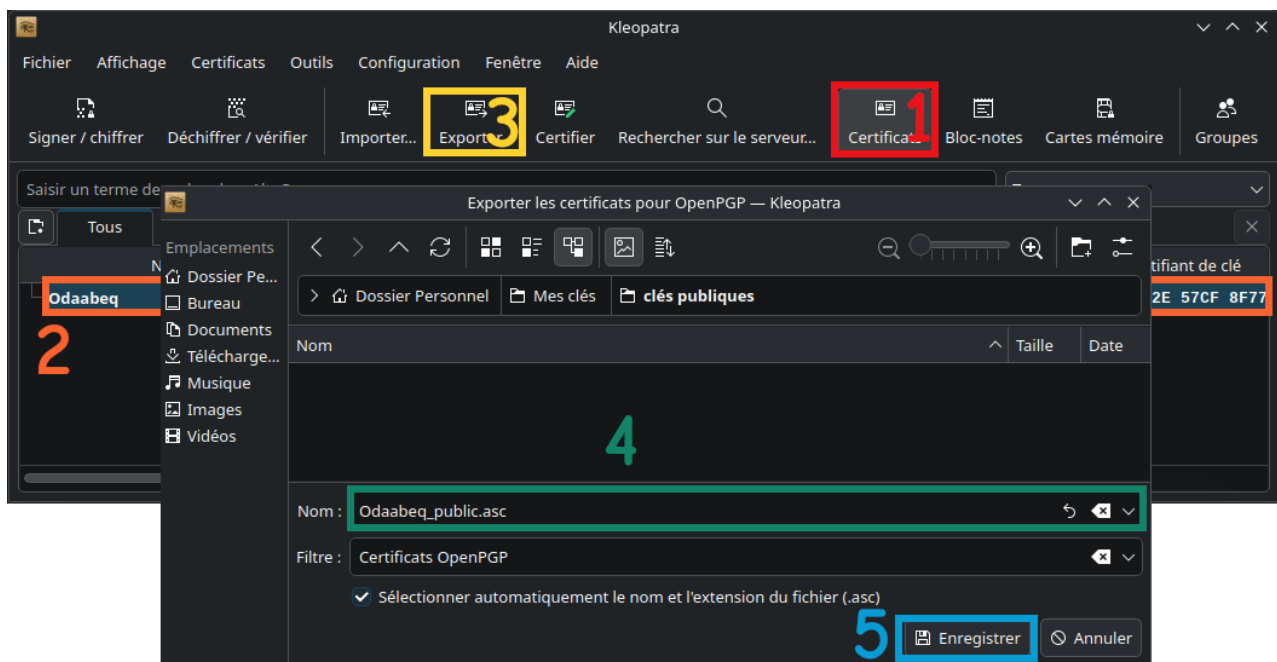 Kleopatra
Fichier Affichage Certificats Outils Configuration Fenêtre Aide
3 1
Signer / chiffrer Déchiffrer / vérifier Importer... Exporter Certifier Rechercher sur le serveur... Certificats Bloc-notes Cartes mémoire Groupes
Saisir un terme de
Exporter les certificats pour OpenPGP — Kleopatra
Tous
Emplacements
N
tifiant de clé
Dossier Pe...
Odaabeq
2E 57CF 8F77
Dossier Personnel Mes clés clés publiques
Bureau
2
Documents
Nom Taille Date
Télécharge...
Musique
Images
4
Vidéos
Nom : Odaabeq_public.asc
Filtre : Certificats OpenPGP
Sélectionner automatiquement le nom et l'extension du fichier (.asc)
5 Enregistrer Annuler